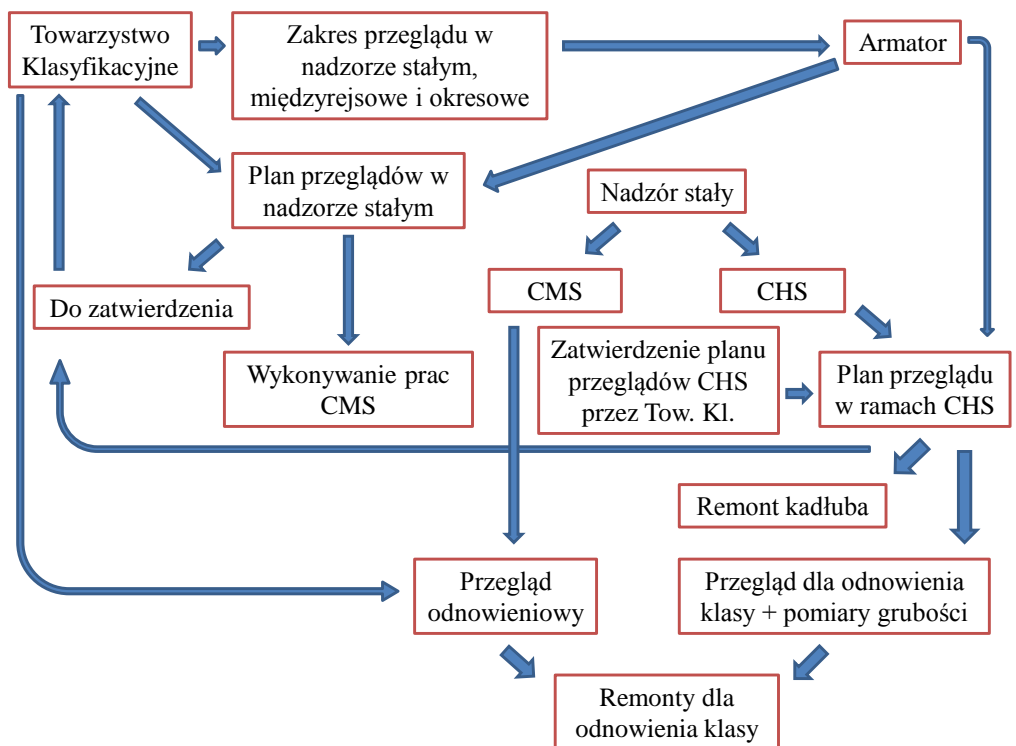 Towarzystwo
Klasyfikacyjne
Zakres przeglądu w
nadzorze stałym,
międzyrejsowe i okresowe
Armator
Plan przeglądów w
nadzorze stałym
Nadzór stały
Do zatwierdzenia
CMS
CHS
Wykonywanie prac
CMS
Zatwierdzenie planu
przeglądów CHS
przez Tow. Kl.
Plan przeglądu
w ramach CHS
Remont kadłuba
Przegląd
odnowieniowy
Przegląd dla odnowienia
klasy + pomiary grubości
Remonty dla
odnowienia klasy